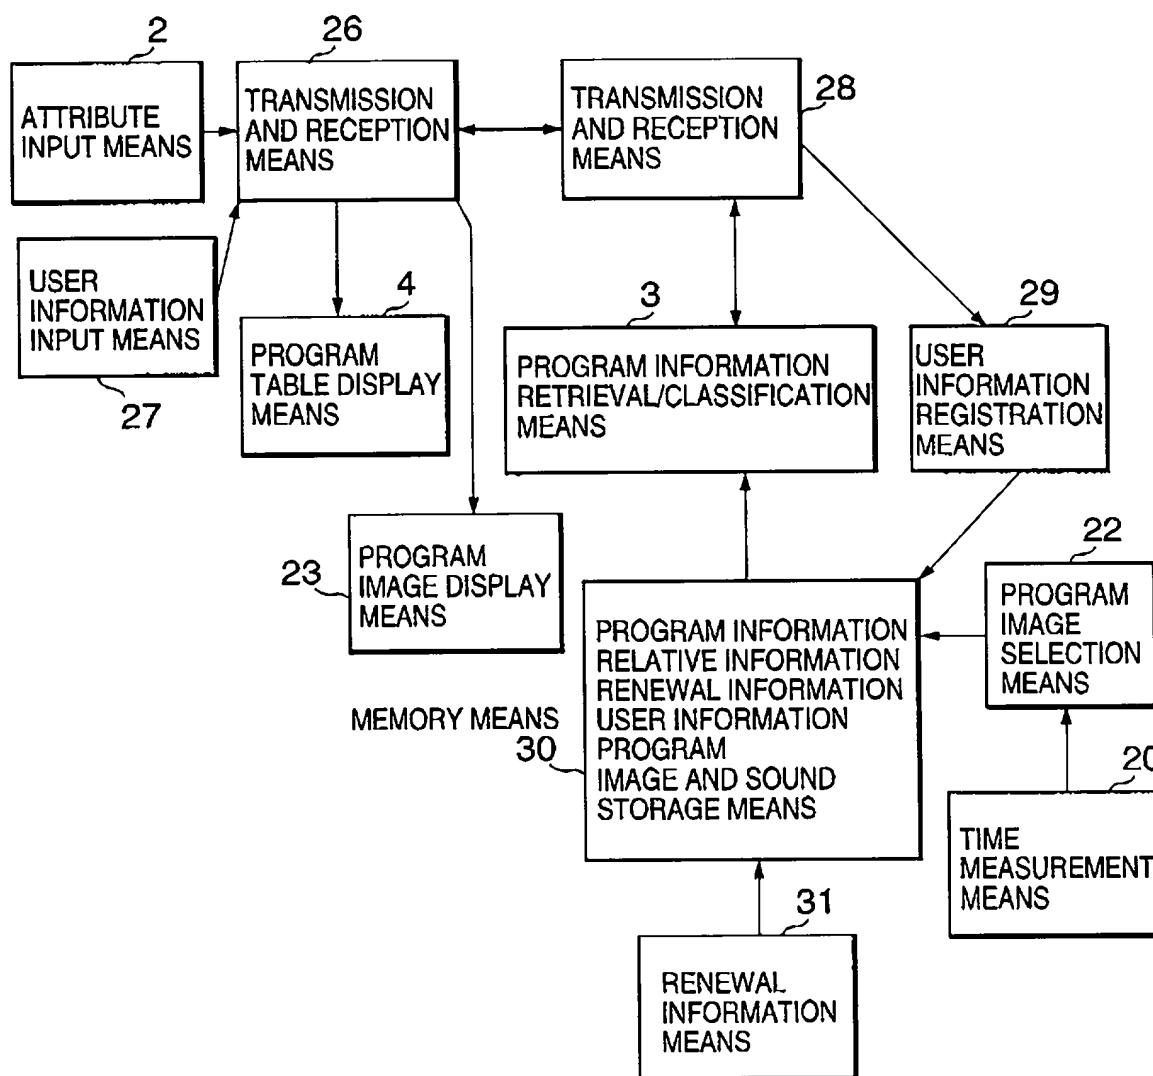 2
ATTRIBUTE
INPUT MEANS
26
TRANSMISSION
AND RECEPTION
MEANS
TRANSMISSION
AND RECEPTION
MEANS
28
USER
INFORMATION
INPUT MEANS
27
4
PROGRAM
TABLE DISPLAY
MEANS
3
PROGRAM INFORMATION
RETRIEVAL/CLASSIFICATION
MEANS
29
USER
INFORMATION
REGISTRATION
MEANS
23
PROGRAM
IMAGE DISPLAY
MEANS
22
PROGRAM
IMAGE
SELECTION
MEANS
MEMORY MEANS
30
PROGRAM INFORMATION
RELATIVE INFORMATION
RENEWAL INFORMATION
USER INFORMATION
PROGRAM
IMAGE AND SOUND
STORAGE MEANS
20
TIME
MEASUREMENT
MEANS
31
RENEWAL
INFORMATION
MEANS